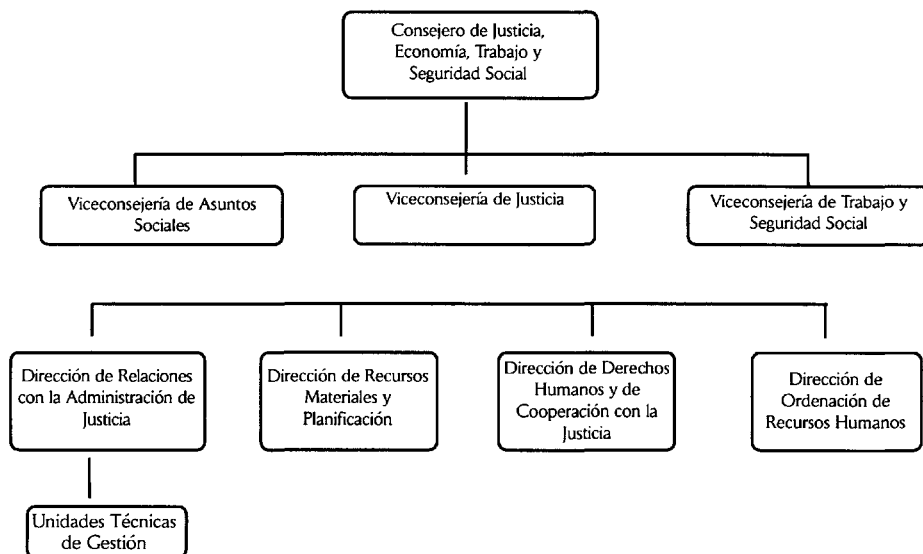 Consejero de Justicia,
Economía, Trabajo y
Seguridad Social
Viceconsejería de Asuntos
Sociales
Viceconsejería de Justicia
Viceconsejería de Trabajo y
Seguridad Social
Dirección de Relaciones
con la Administración de
Justicia
Dirección de Recursos
Materiales y
Planificación
Dirección de Derechos
Humanos y de
Cooperación con la
Justicia
Dirección de
Ordenación de
Recursos Humanos
Unidades Técnicas
de Gestión